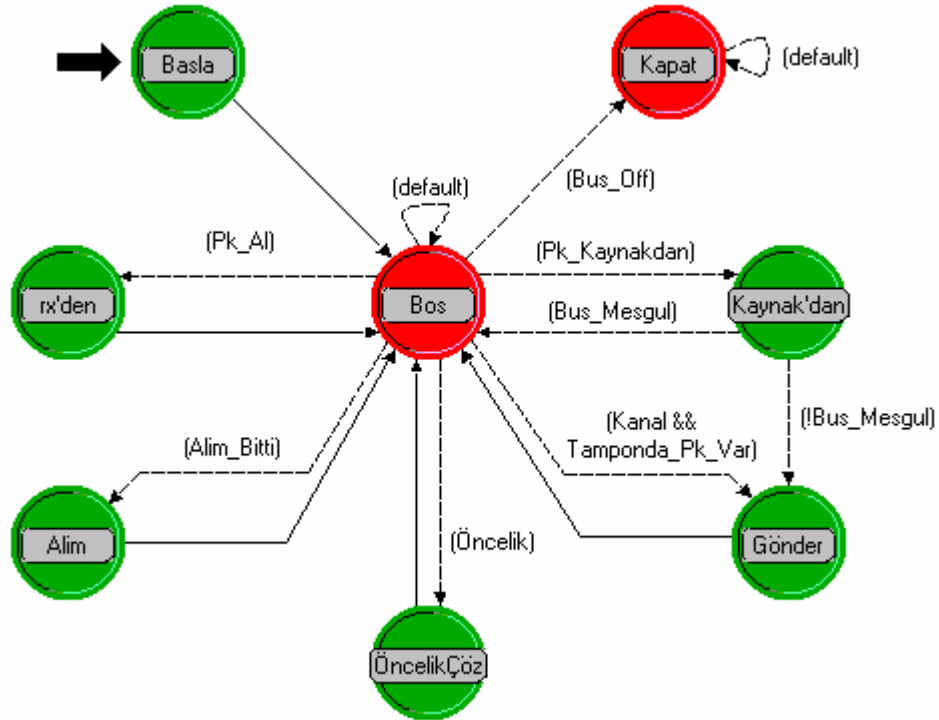 Basla
Kapat
(default)
(Bus_Off)
(default)
(Pk_Al)
(Pk_Kaynakdan)
rx'den
Bos
Kaynak'dan
(Bus_Mesgul)
(Alim_Bitti)
(Kanal &&
Tamponda_Pk_Var)
(!Bus_Mesgul)
Alim
(Öncelik)
Gönder
ÖncelikÇöz